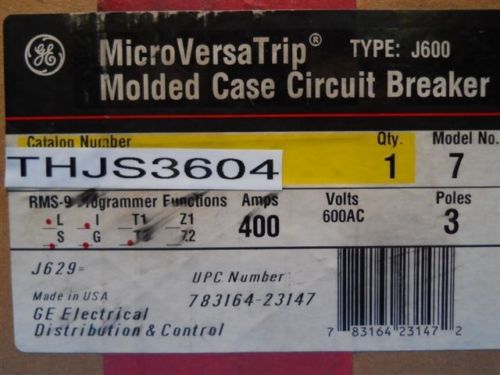 GE MicroVersaTrip® TYPE: J600
Molded Case Circuit Breaker
Catalog Number Qty. Model No.
THJS3604 1 7
RMS-9 Programmer Functions Amps Volts Poles
.L .I T1 Z1 400 600AC 3
.S .G T2 Z2
J629=
UPC Number
Made in USA 783164-23147
GE Electrical
Distribution & Control
7 83164 23147 2